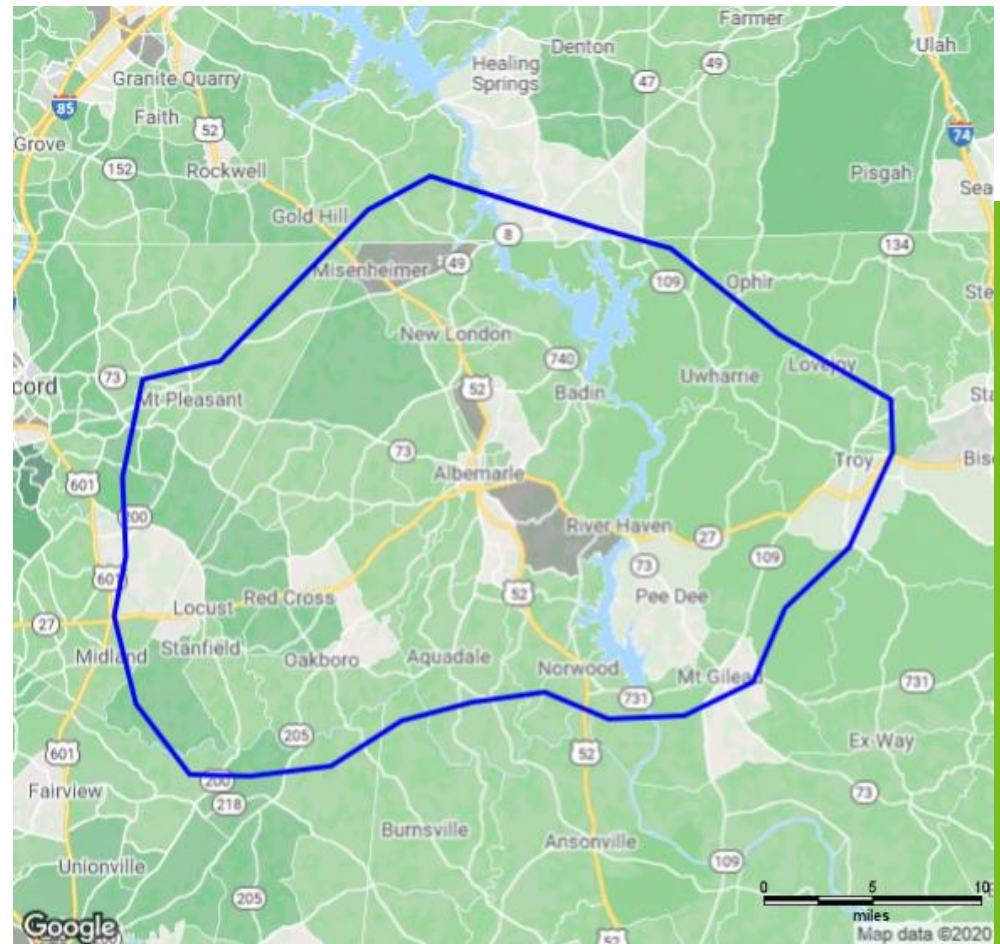 Farmer
Denton
Ulah
Healing
Springs
49
47
Granite Quarry
85
Faith
52
74
Grove
152
Rockwell
Pisgah
Sea
Gold Hill
8
134
Misenheimer
49
109
Ophir
Ste
New London
740
Lovejoy
73
cord
52
Badin
Uwharrie
Sta
Mt Pleasant
73
Albemarle
Troy
Bisc
601
200
River Haven
27
109
601
73
52
Pee Dee
Locust
Red Cross
27
Midland
Stanfield
Oakboro
Aquadale
Norwood
Mt Gilead
731
731
205
601
52
Ex-Way
200
Fairview
218
73
Burnsville
Ansonville
Unionville
109
205
0 5 10
miles
52
Google
Map data ©2020